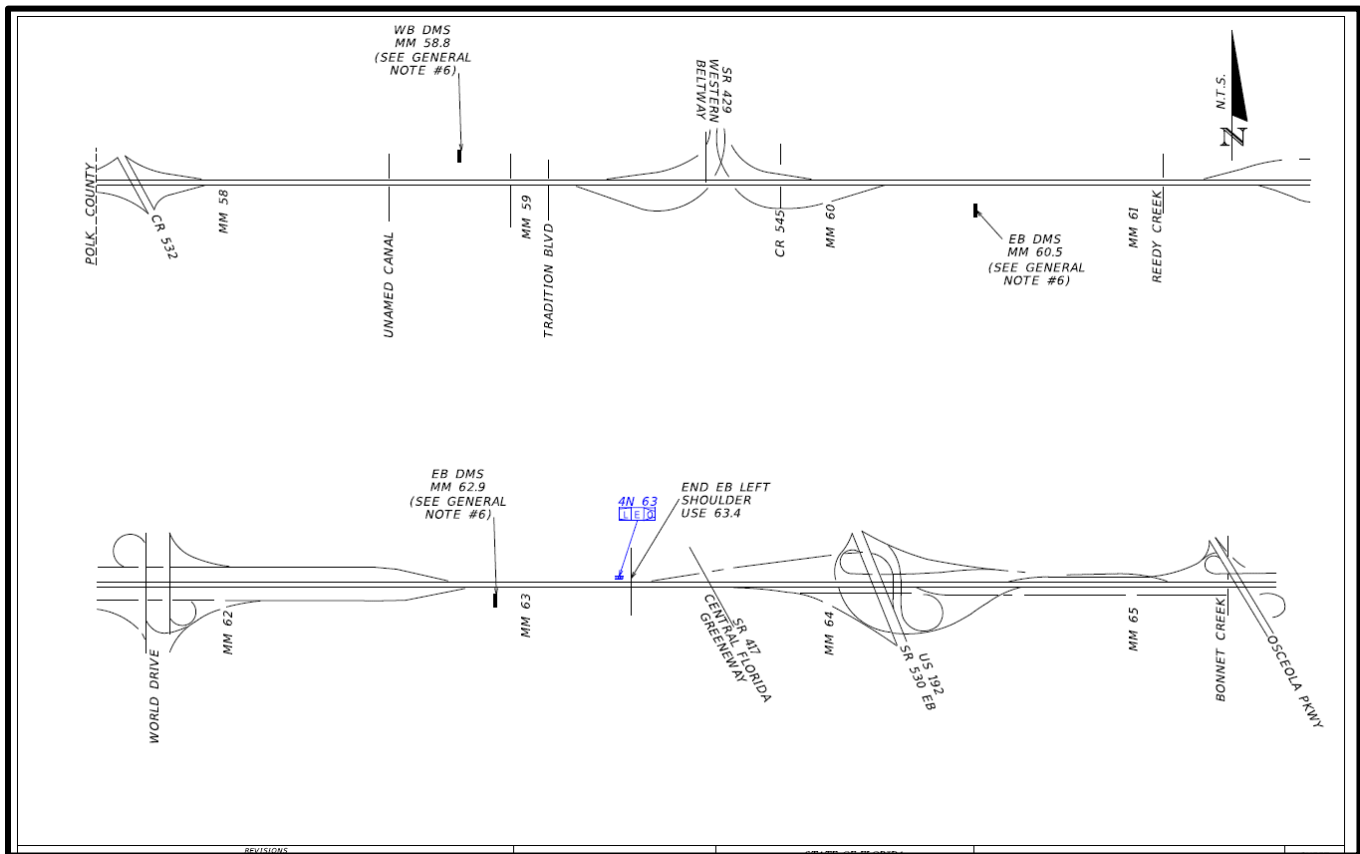 WB DMS
MM 58.8
(SEE GENERAL
NOTE #6)
SR 429
WESTERN
BELTWAY
N.T.S.
N
POLK COUNTY
CR 532
MM 58
UNAMED CANAL
MM 59
TRADITION BLVD
CR 545
MM 60
EB DMS
MM 60.5
(SEE GENERAL
NOTE #6)
MM 61
REEDY CREEK
EB DMS
MM 62.9
(SEE GENERAL
NOTE #6)
4N 63
L E O
END EB LEFT
SHOULDER
USE 63.4
WORLD DRIVE
MM 62
MM 63
SR 417
CENTRAL FLORIDA
GREENEWAY
MM 64
US 192
SR 530 EB
MM 65
BONNET CREEK
OSCEOLA PKWY
REVISIONS
STATE OF FLORIDA